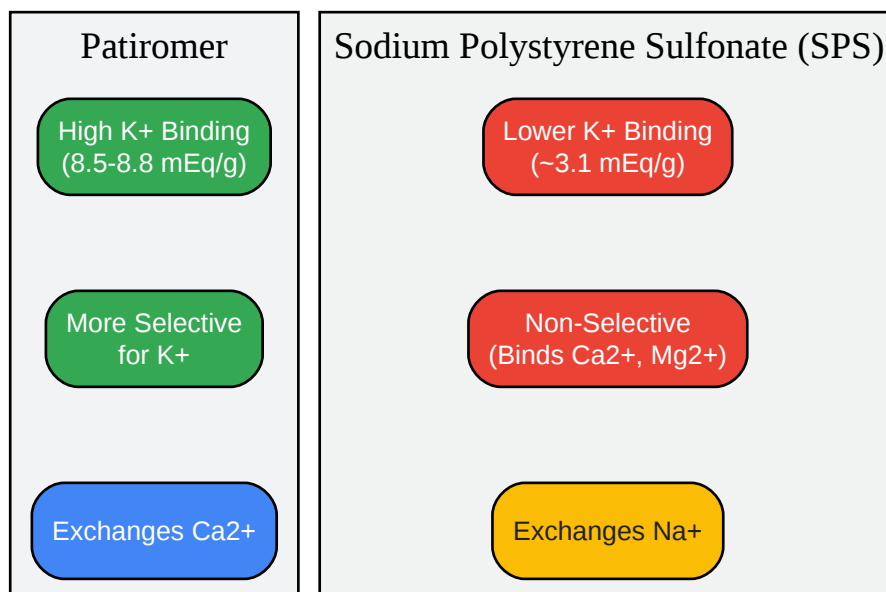 Patiromer
High K+ Binding
(8.5-8.8 mEq/g)
More Selective
for K+
Exchanges Ca2+
Sodium Polystyrene Sulfonate (SPS)
Lower K+ Binding
(~3.1 mEq/g)
Non-Selective
(Binds Ca2+, Mg2+)
Exchanges Na+